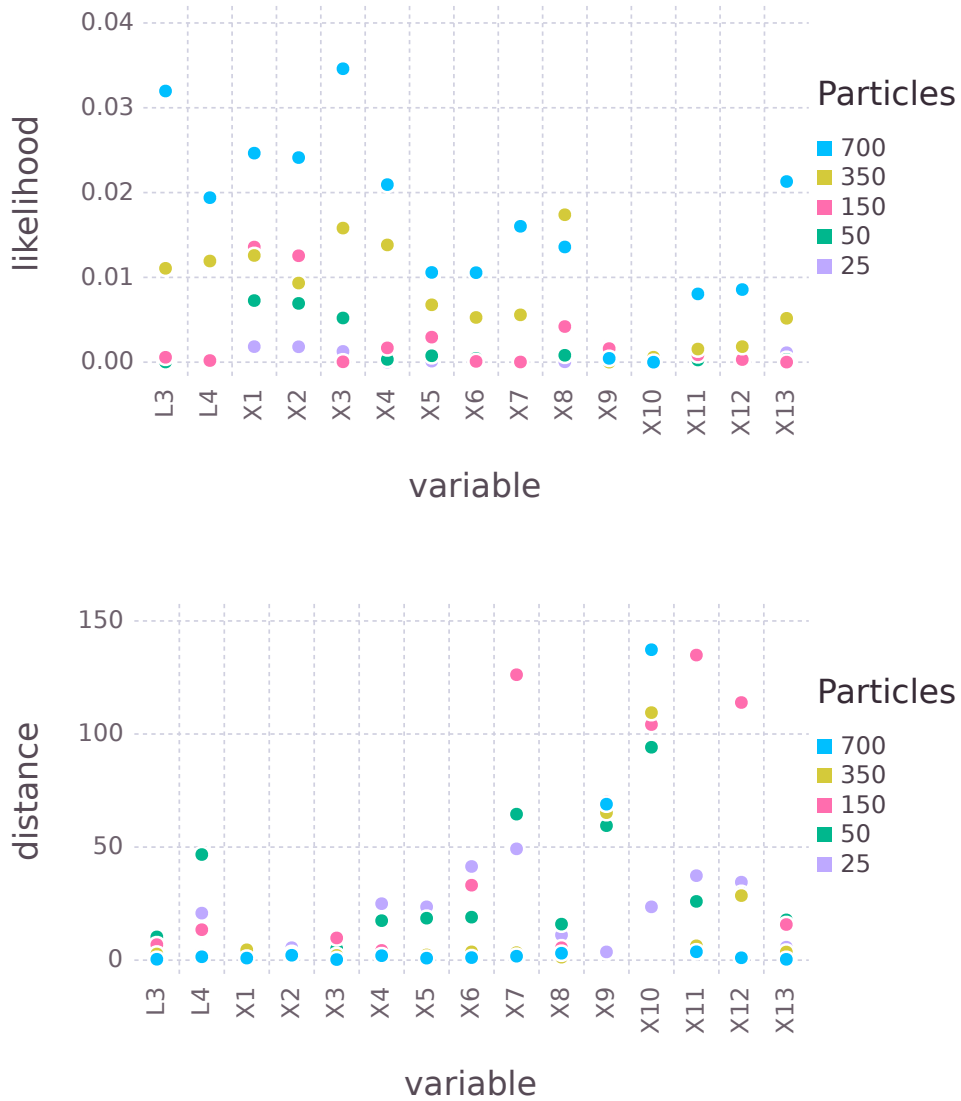 0.04
0.03
0.02
0.01
0.00
likelihood
L3 L4 X1 X2 X3 X4 X5 X6 X7 X8 X9 X10 X11 X12 X13
variable
Particles
700
350
150
50
25
150
100
50
0
distance
L3 L4 X1 X2 X3 X4 X5 X6 X7 X8 X9 X10 X11 X12 X13
variable
Particles
700
350
150
50
25